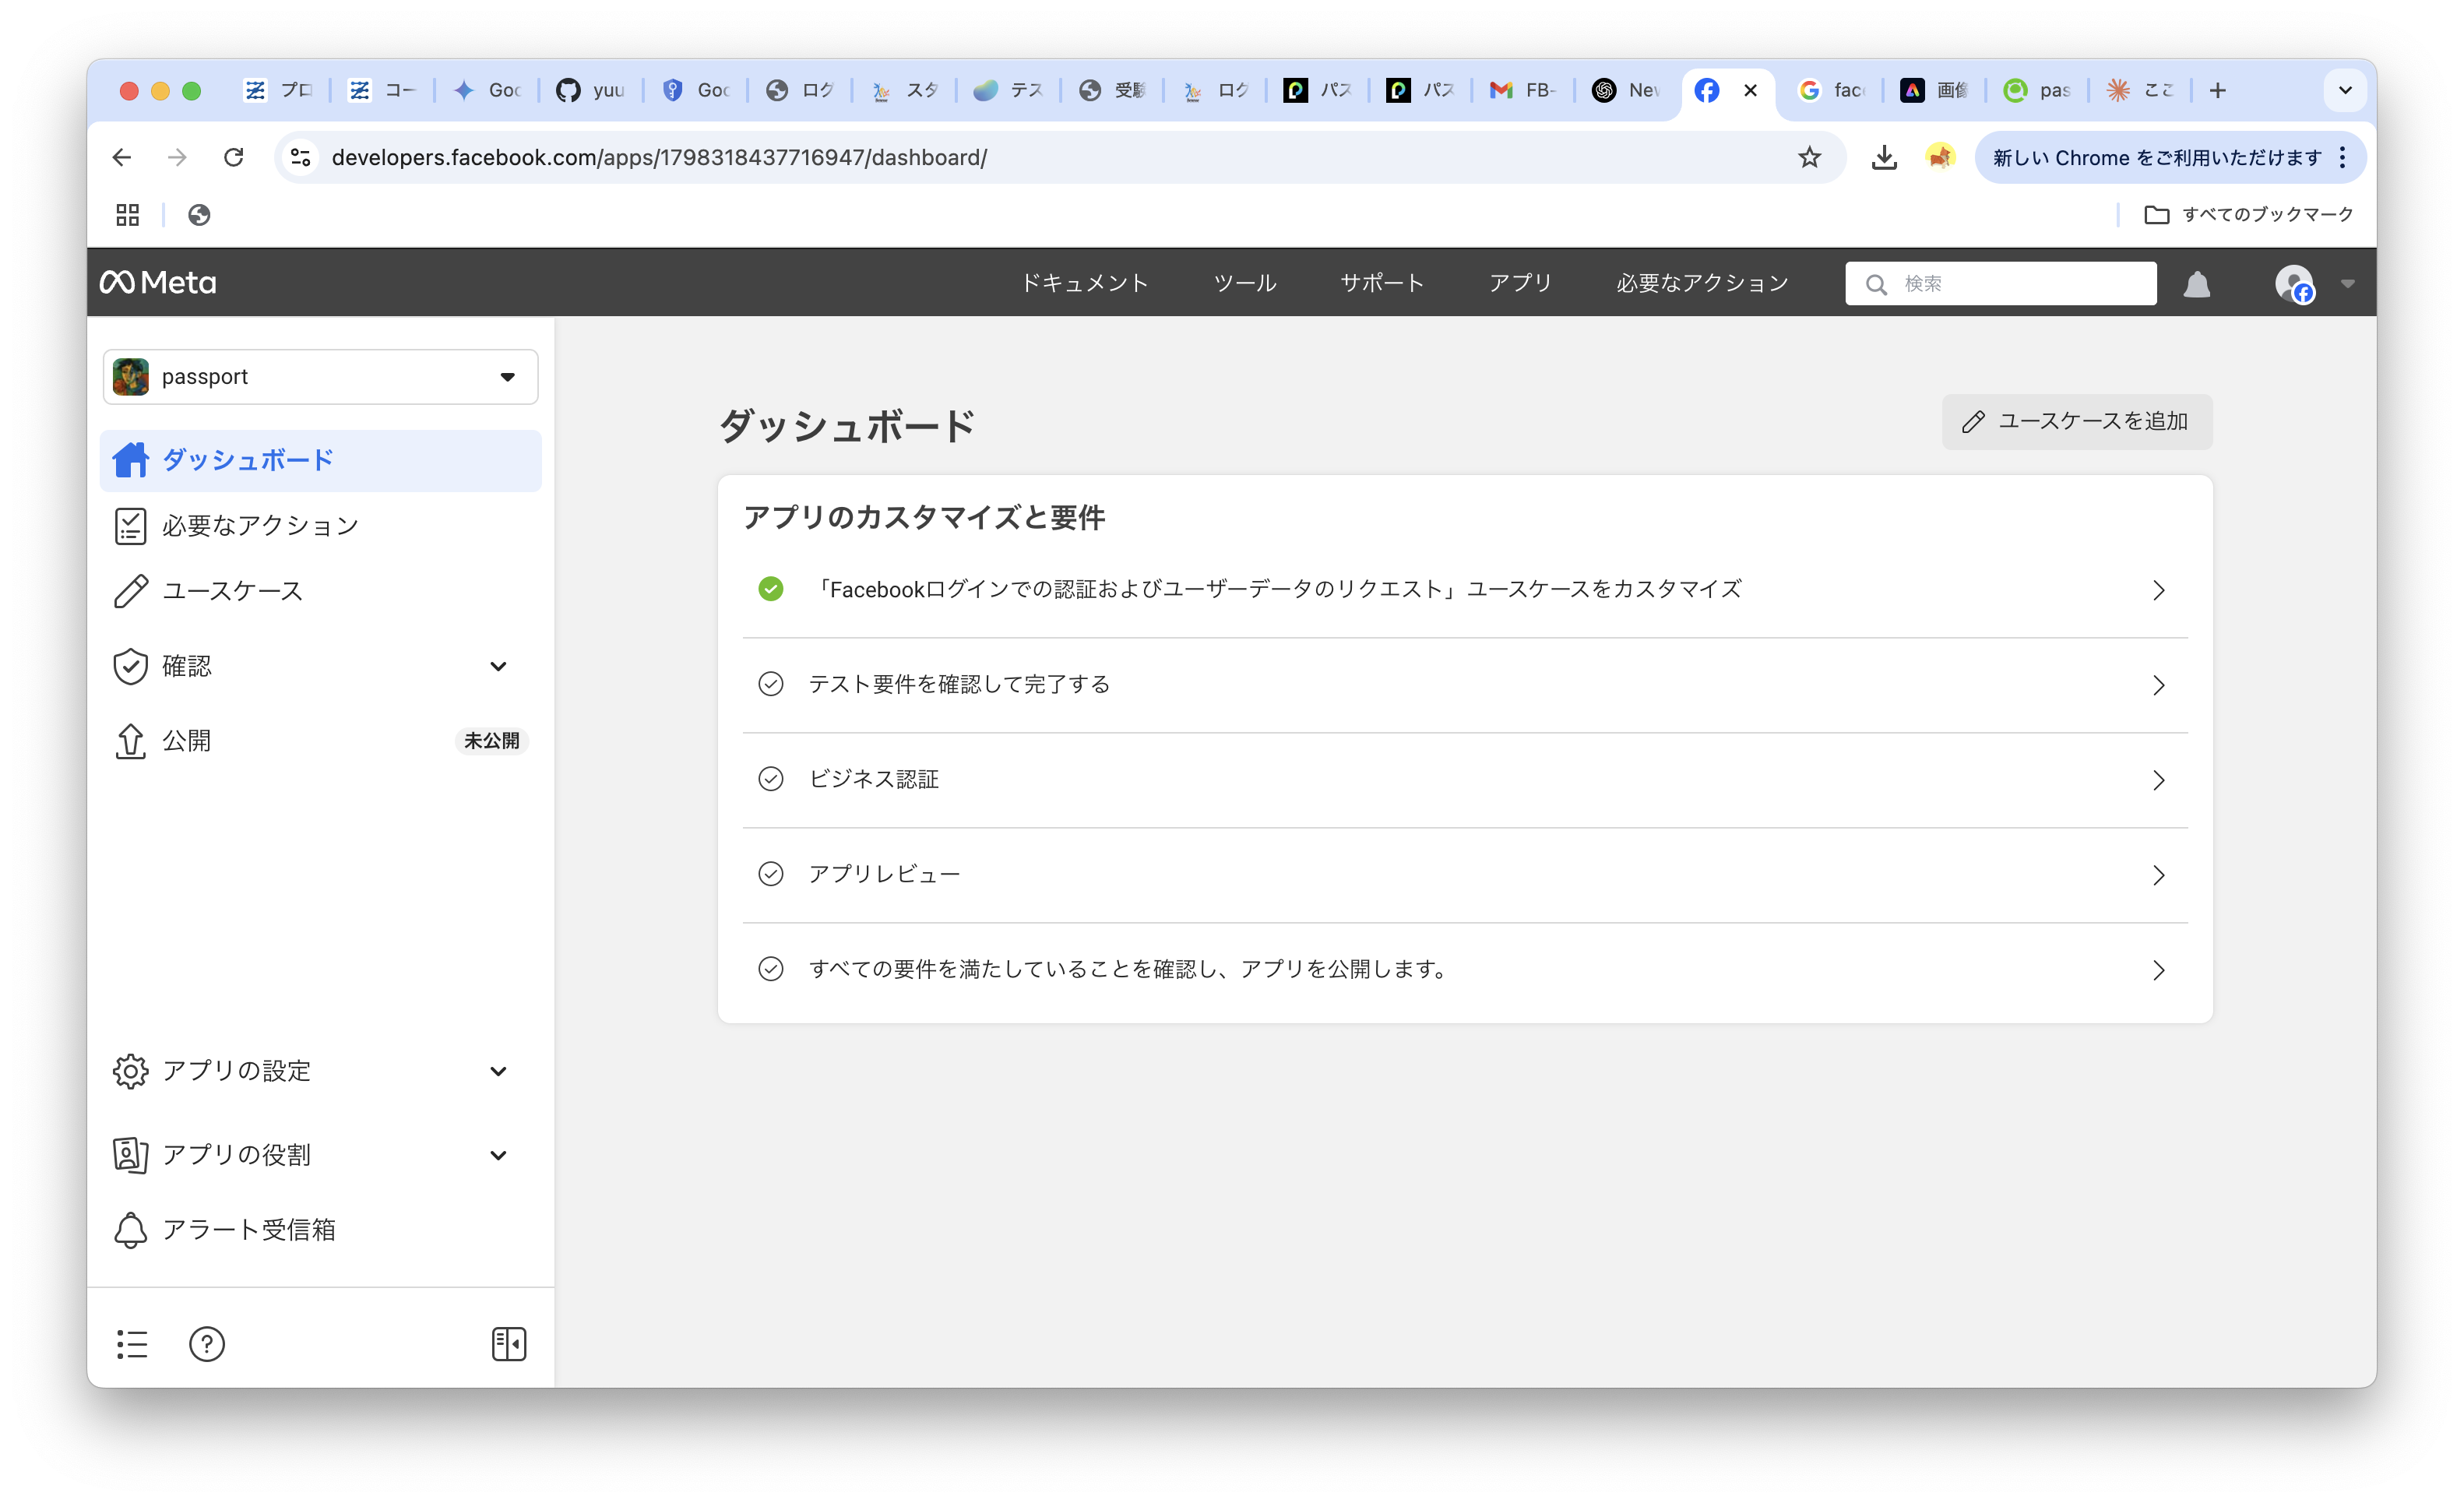 プロ
コー
Goo
yuu
Goo
ログ
スタ
テス
受験
ログ
パス
パス
FB-
New
fac
画像
pas
ここ
developers.facebook.com/apps/1798318437716947/dashboard/
新しい Chrome をご利用いただけます
すべてのブックマーク
Meta
ドキュメント
ツール
サポート
アプリ
必要なアクション
検索
passport
ダッシュボード
必要なアクション
ユースケース
確認
公開
未公開
アプリの設定
アプリの役割
アラート受信箱
ダッシュボード
ユースケースを追加
アプリのカスタマイズと要件
「Facebookログインでの認証およびユーザーデータのリクエスト」ユースケースをカスタマイズ
テスト要件を確認して完了する
ビジネス認証
アプリレビュー
すべての要件を満たしていることを確認し、アプリを公開します。